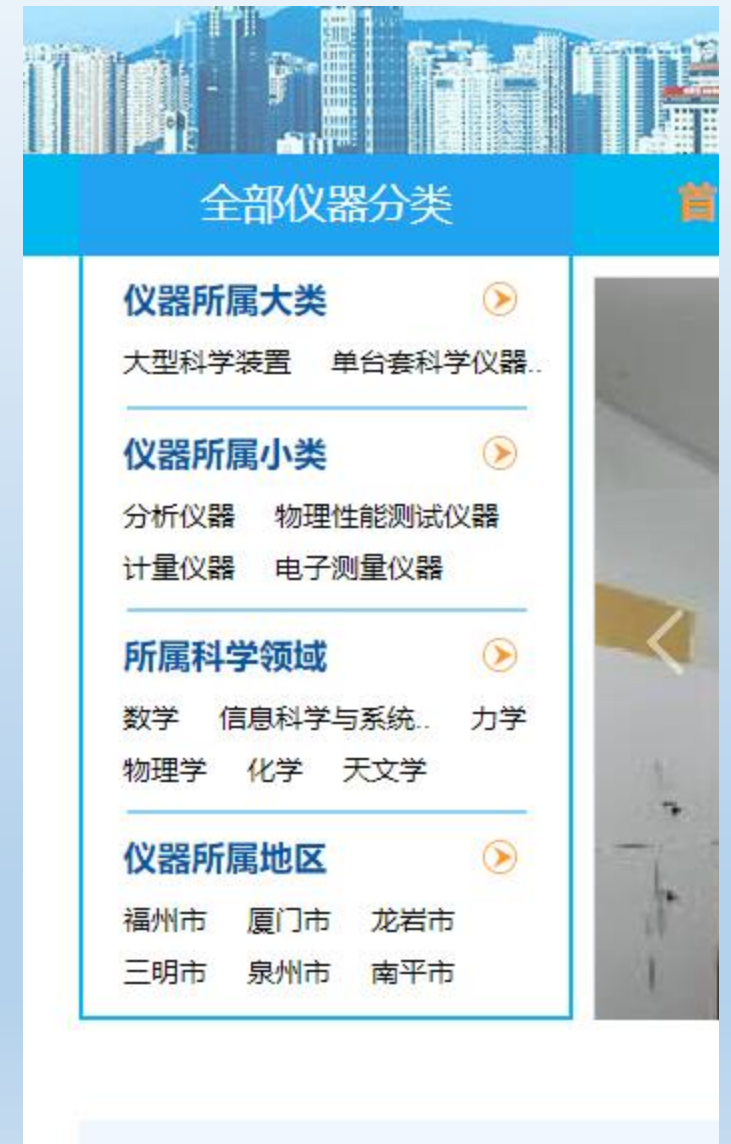 全部仪器分类
首
仪器所属大类
大型科学装置 单台套科学仪器..
仪器所属小类
分析仪器 物理性能测试仪器
计量仪器 电子测量仪器
所属科学领域
数学 信息科学与系统.. 力学
物理学 化学 天文学
仪器所属地区
福州市 厦门市 龙岩市
三明市 泉州市 南平市